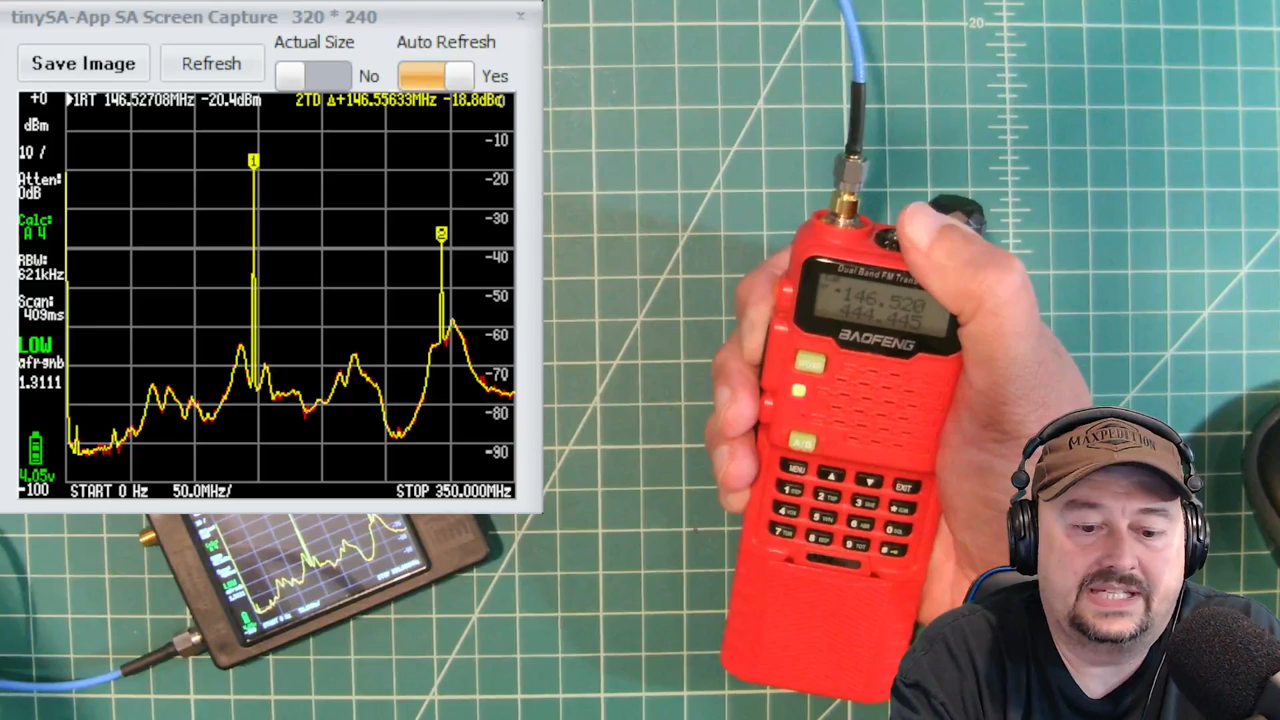 tinySA-App SA Screen Capture 320 * 240 x
Save Image
Refresh
Actual Size
No
Auto Refresh
Yes
+0
dBm
10 /
Atten:
0dB
Calc:
A 4
RBW:
621kHz
Scan:
409ms
LOW
4.05v
-100
1RT 146.52708MHz -20.4dBm
2TD Δ+146.55633MHz -18.8dBc
1
2
-10
-20
-30
-40
-50
-60
-70
-80
-90
START 0 Hz 50.0MHz/ STOP 350.000MHz
20
Dual Band FM Trans
146.520
444.445
BAOFENG
MENU
EXIT
MAXPEDITION